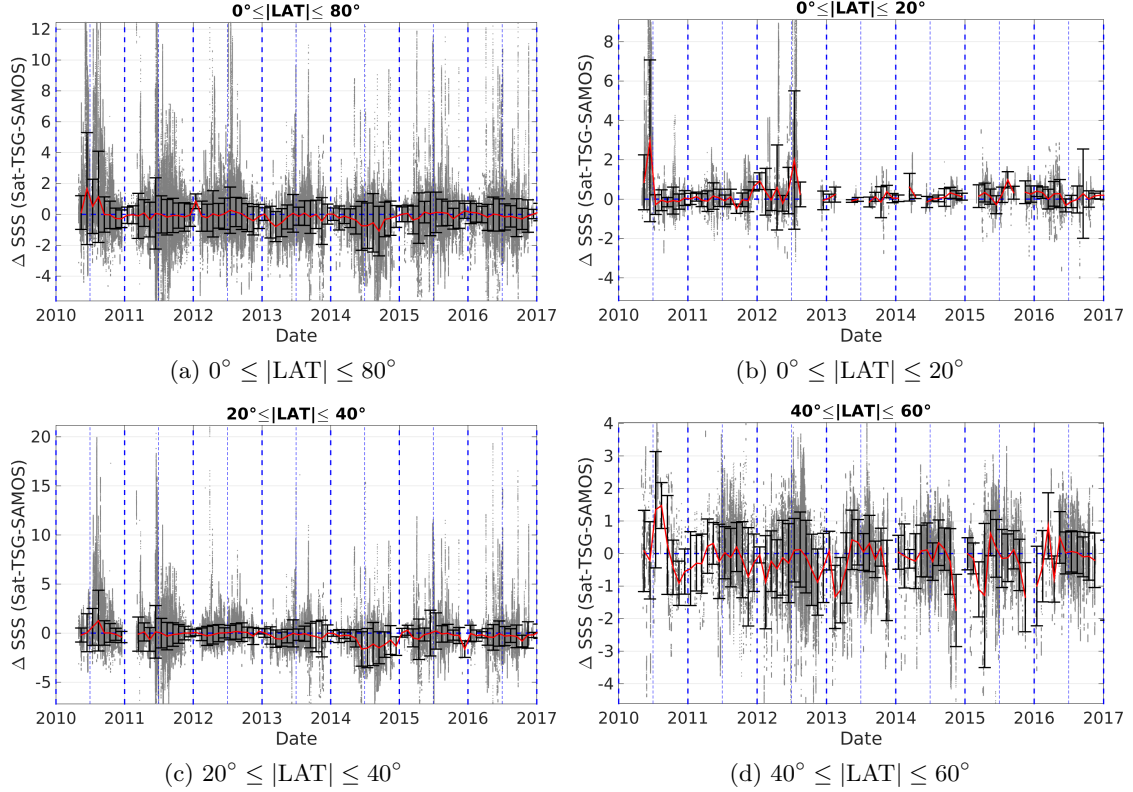 0°≤|LAT|≤ 80°
Δ SSS (Sat-TSG-SAMOS)
12
10
8
6
4
2
0
-2
-4
2010 2011 2012 2013 2014 2015 2016 2017
Date
(a) 0° ≤ |LAT| ≤ 80°
0°≤|LAT|≤ 20°
Δ SSS (Sat-TSG-SAMOS)
8
6
4
2
0
-2
-4
2010 2011 2012 2013 2014 2015 2016 2017
Date
(b) 0° ≤ |LAT| ≤ 20°
20°≤|LAT|≤ 40°
Δ SSS (Sat-TSG-SAMOS)
20
15
10
5
0
-5
2010 2011 2012 2013 2014 2015 2016 2017
Date
(c) 20° ≤ |LAT| ≤ 40°
40°≤|LAT|≤ 60°
Δ SSS (Sat-TSG-SAMOS)
4
3
2
1
0
-1
-2
-3
-4
2010 2011 2012 2013 2014 2015 2016 2017
Date
(d) 40° ≤ |LAT| ≤ 60°